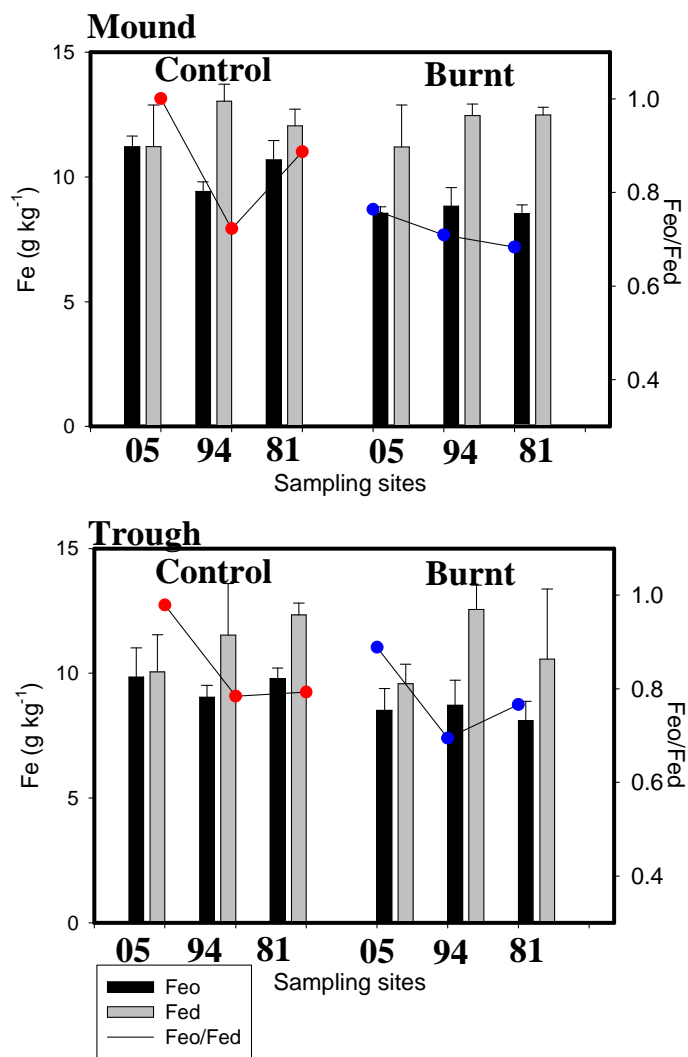 Mound
Control Burnt
15
10
5
0
Fe (g kg-1)
1.0
0.8
0.6
0.4
Feo/Fed
05 94 81 05 94 81
Sampling sites
Trough
Control Burnt
15
10
5
0
Fe (g kg-1)
1.0
0.8
0.6
0.4
Feo/Fed
05 94 81 05 94 81
Sampling sites
Feo
Fed
Feo/Fed